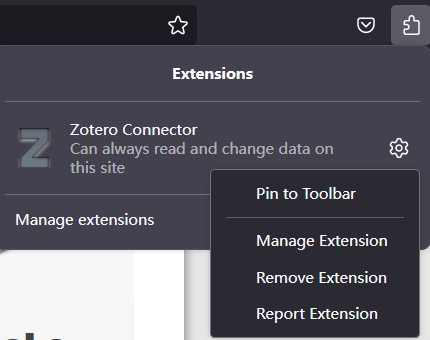 Extensions
Zotero Connector
Can always read and change data on
this site
Pin to Toolbar
Manage extensions
Manage Extension
Remove Extension
Report Extension